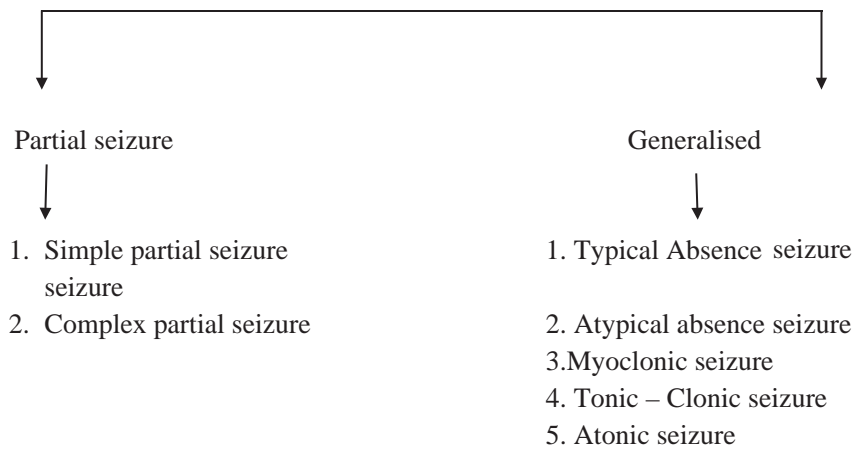 Partial seizure
Generalised
1. Simple partial seizure
seizure
2. Complex partial seizure
1. Typical Absence seizure
2. Atypical absence seizure
3.Myoclonic seizure
4. Tonic – Clonic seizure
5. Atonic seizure